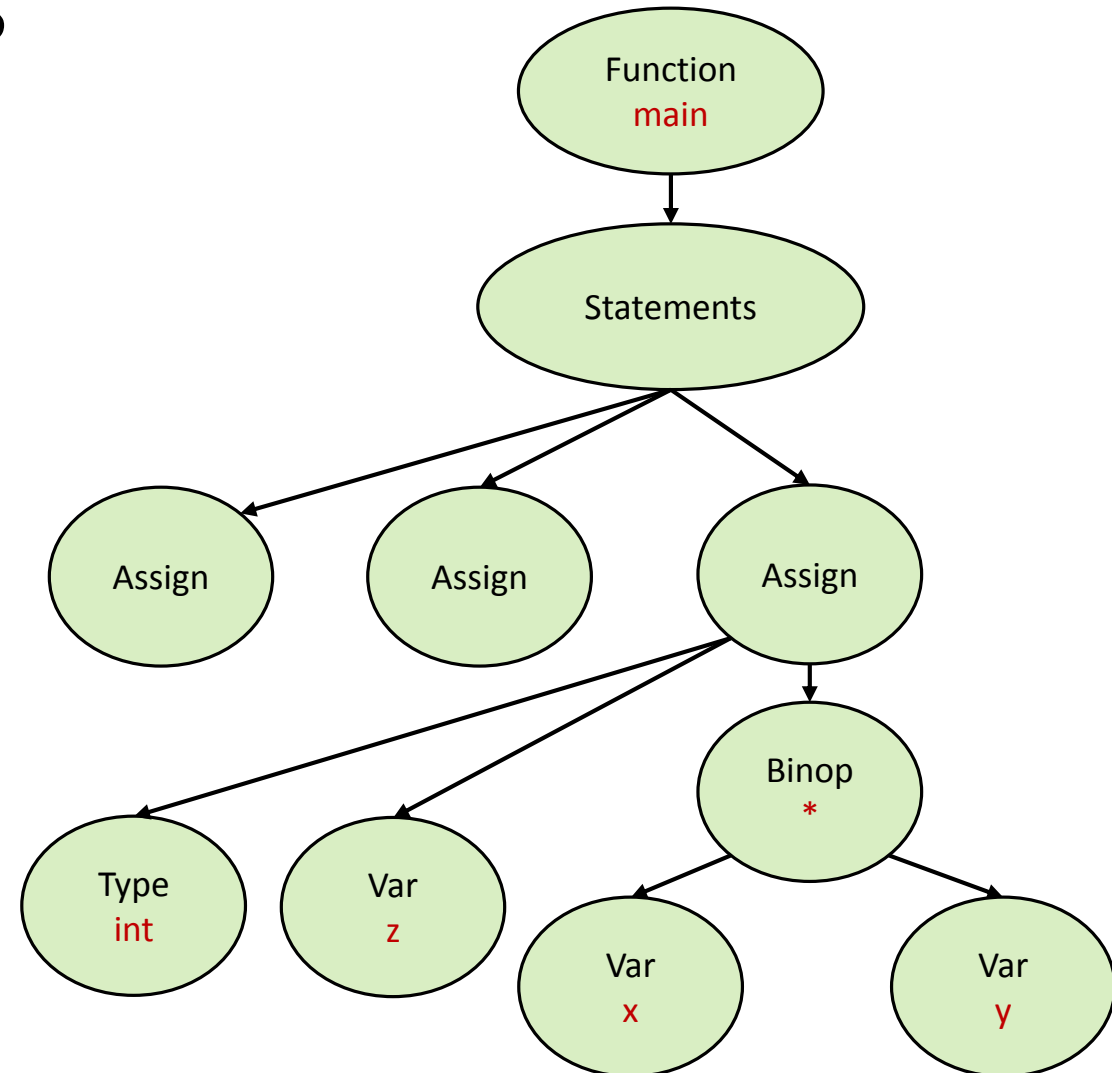 Function
main
Statements
Assign
Assign
Assign
Binop
*
Type
int
Var
z
Var
x
Var
y